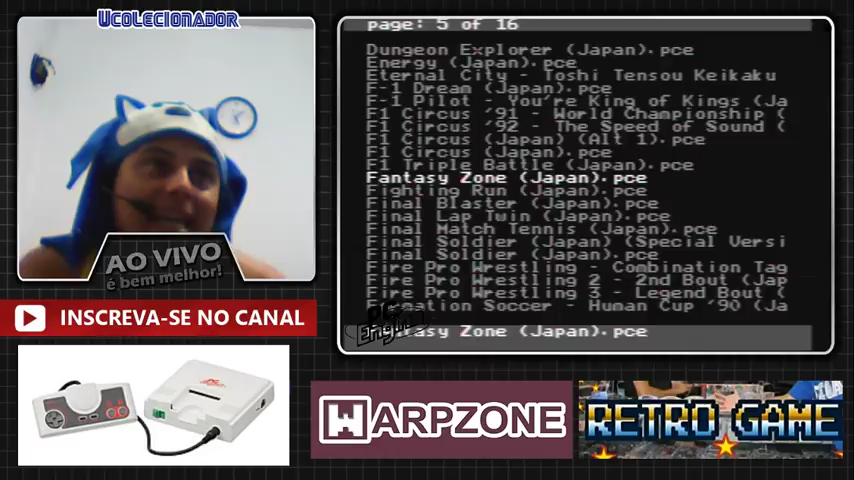 UCOLECIONADOR
page: 5 of 16
Dungeon Explorer (Japan).pce
Energy (Japan).pce
Eternal City - Toshi Tensou Keikaku
F-1 Dream (Japan).pce
F-1 Pilot - You're King of Kings (Ja
F1 Circus '91 - World Championship (
F1 Circus '92 - The Speed of Sound (
F1 Circus (Japan) (Alt 1).pce
F1 Circus (Japan).pce
F1 Triple Battle (Japan).pce
Fantasy Zone (Japan).pce
Fighting Run (Japan).pce
Final Blaster (Japan).pce
Final Lap Twin (Japan).pce
Final Match Tennis (Japan).pce
Final Soldier (Japan) (Special Versi
Final Soldier (Japan).pce
Fire Pro Wrestling - Combination Tag
Fire Pro Wrestling 2 - 2nd Bout (Jap
Fire Pro Wrestling 3 - Legend Bout (
mation Soccer - Human Cup '90 (Ja
PC Engine
tasy Zone (Japan).pce
AO VIVO
é bem melhor!
INSCREVA-SE NO CANAL
WARPZONE
RETRO GAME